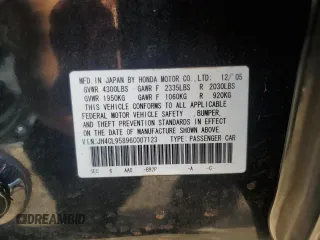 MFD. IN JAPAN BY HONDA MOTOR CO.,LTD. 12/'05
GVWR 4300LBS GAWR F 2335LBS R 2030LBS
GVWR 1950KG GAWR F 1060KG R 920KG
THIS VEHICLE CONFORMS TO ALL APPLICABLE
FEDERAL MOTOR VEHICLE SAFETY ,BUMPER,
AND THEFT PREVENTION STANDARDS IN EFFECT
ON THE DATE OF MANUFACTURE SHOWN ABOVE.
V.I.N:JH4CL95896C007123 TYPE: PASSENGER CAR
AAO -A -G-
DREAMBID